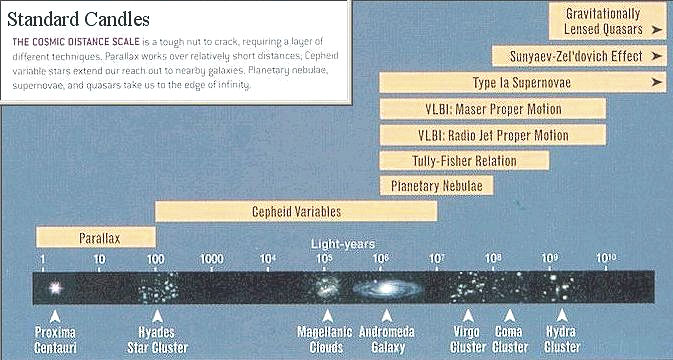 Standard Candles
THE COSMIC DISTANCE SCALE is a tough nut to crack, requiring a layer of
different techniques. Parallax works over relatively short distances; Cepheid
variable stars extend our reach out to nearby galaxies. Planetary nebulae,
supernovae, and quasars take us to the edge of infinity.
Gravitationally
Lensed Quasars
Sunyaev-Zel'dovich Effect
Type Ia Supernovae
VLBI: Maser Proper Motion
VLBI: Radio Jet Proper Motion
Tully-Fisher Relation
Planetary Nebulae
Cepheid Variables
Parallax
Light-years
1 10 100 1000 10⁴ 10⁵ 10⁶ 10⁷ 10⁸ 10⁹ 10¹⁰
Proxima
Centauri
Hyades
Star Cluster
Magellanic
Clouds
Andromeda
Galaxy
Virgo
Cluster
Coma
Cluster
Hydra
Cluster